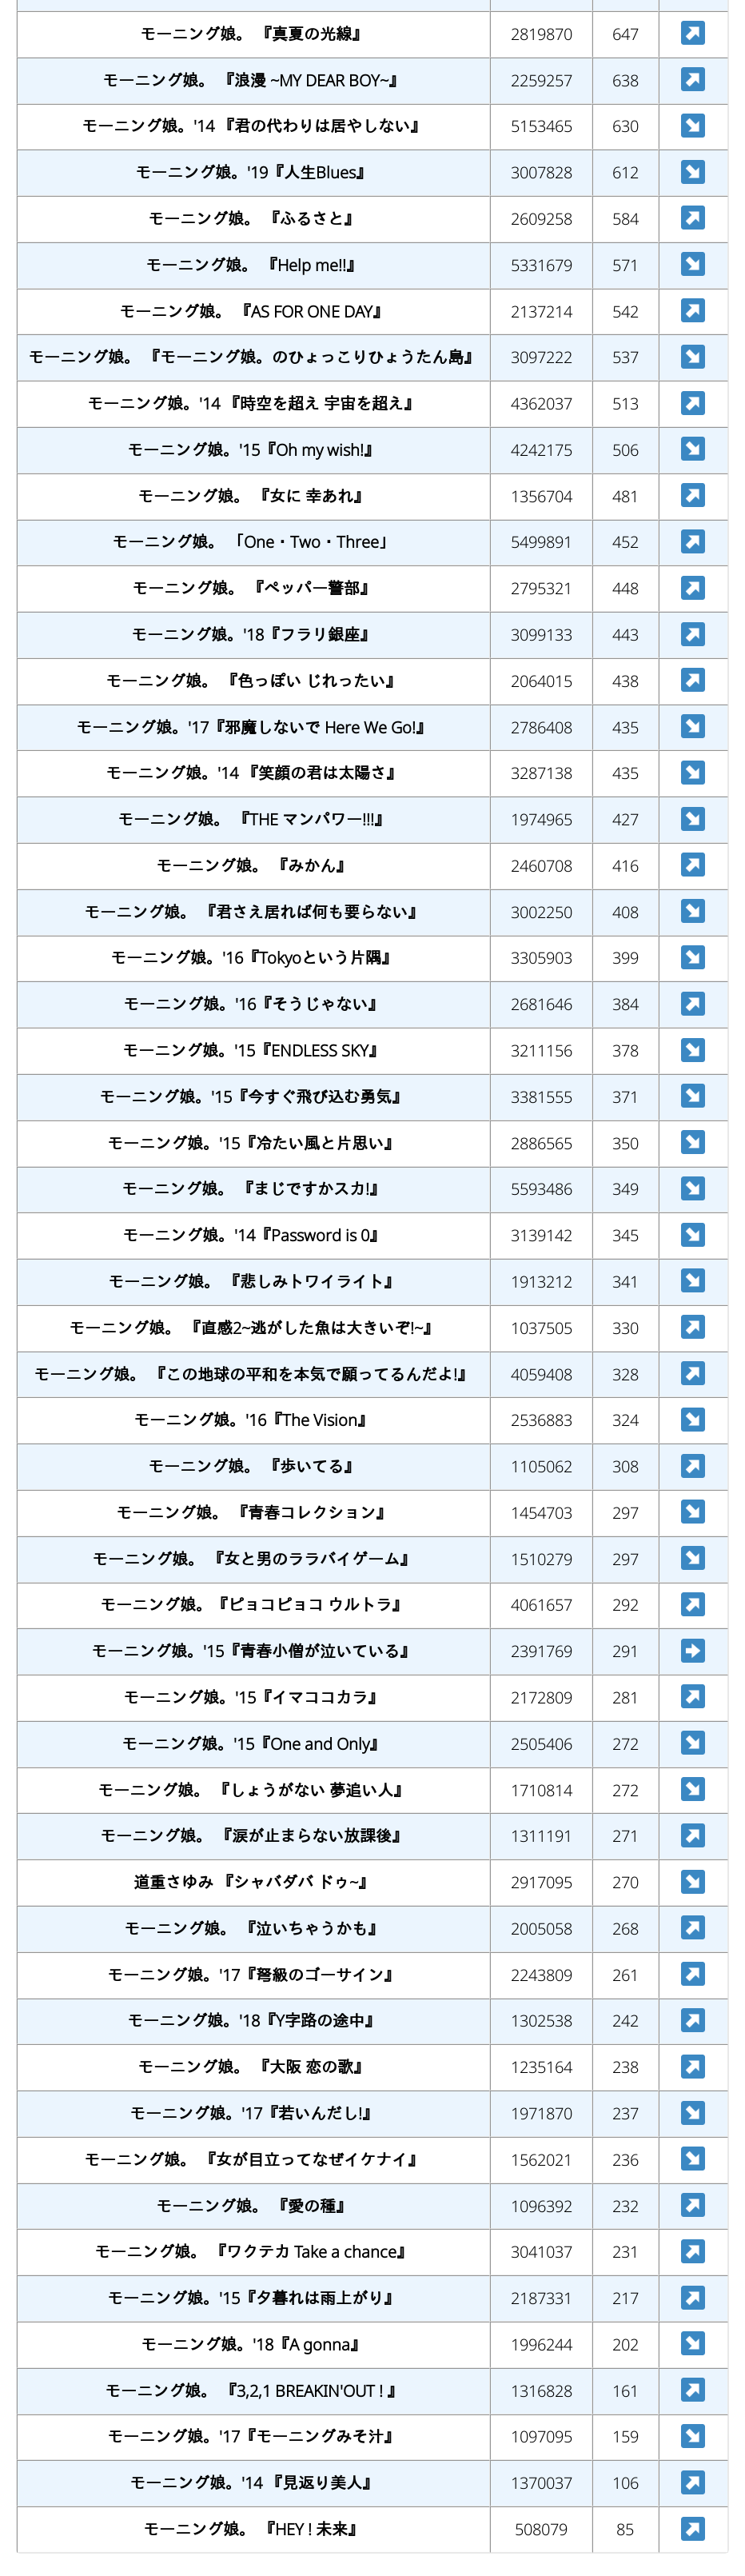 モーニング娘。 『真夏の光線』 2819870 647
モーニング娘。 『浪漫 ~MY DEAR BOY~』 2259257 638
モーニング娘。'14 『君の代わりは居やしない』 5153465 630
モーニング娘。'19『人生Blues』 3007828 612
モーニング娘。 『ふるさと』 2609258 584
モーニング娘。 『Help me!!』 5331679 571
モーニング娘。 『AS FOR ONE DAY』 2137214 542
モーニング娘。 『モーニング娘。のひょっこりひょうたん島』 3097222 537
モーニング娘。'14 『時空を超え 宇宙を超え』 4362037 513
モーニング娘。'15『Oh my wish!』 4242175 506
モーニング娘。 『女に 幸あれ』 1356704 481
モーニング娘。 「One・Two・Three」 5499891 452
モーニング娘。 『ペッパー警部』 2795321 448
モーニング娘。'18『フラリ銀座』 3099133 443
モーニング娘。 『色っぽい じれったい』 2064015 438
モーニング娘。'17『邪魔しないで Here We Go!』 2786408 435
モーニング娘。'14 『笑顔の君は太陽さ』 3287138 435
モーニング娘。 『THE マンパワー!!!』 1974965 427
モーニング娘。 『みかん』 2460708 416
モーニング娘。 『君さえ居れば何も要らない』 3002250 408
モーニング娘。'16『Tokyoという片隅』 3305903 399
モーニング娘。'16『そうじゃない』 2681646 384
モーニング娘。'15『ENDLESS SKY』 3211156 378
モーニング娘。'15『今すぐ飛び込む勇気』 3381555 371
モーニング娘。'15『冷たい風と片思い』 2886565 350
モーニング娘。 『まじですかスカ!』 5593486 349
モーニング娘。'14『Password is 0』 3139142 345
モーニング娘。 『悲しみトワイライト』 1913212 341
モーニング娘。 『直感2~逃がした魚は大きいぞ!~』 1037505 330
モーニング娘。 『この地球の平和を本気で願ってるんだよ!』 4059408 328
モーニング娘。'16『The Vision』 2536883 324
モーニング娘。 『歩いてる』 1105062 308
モーニング娘。 『青春コレクション』 1454703 297
モーニング娘。 『女と男のララバイゲーム』 1510279 297
モーニング娘。『ピョコピョコ ウルトラ』 4061657 292
モーニング娘。'15『青春小僧が泣いている』 2391769 291
モーニング娘。'15『イマココカラ』 2172809 281
モーニング娘。'15『One and Only』 2505406 272
モーニング娘。 『しょうがない 夢追い人』 1710814 272
モーニング娘。 『涙が止まらない放課後』 1311191 271
道重さゆみ 『シャバダバ ドゥ~』 2917095 270
モーニング娘。 『泣いちゃうかも』 2005058 268
モーニング娘。'17『弩級のゴーサイン』 2243809 261
モーニング娘。'18『Y字路の途中』 1302538 242
モーニング娘。 『大阪 恋の歌』 1235164 238
モーニング娘。'17『若いんだし!』 1971870 237
モーニング娘。 『女が目立ってなぜイケナイ』 1562021 236
モーニング娘。 『愛の種』 1096392 232
モーニング娘。 『ワクテカ Take a chance』 3041037 231
モーニング娘。'15『夕暮れは雨上がり』 2187331 217
モーニング娘。'18『A gonna』 1996244 202
モーニング娘。 『3,2,1 BREAKIN'OUT ! 』 1316828 161
モーニング娘。'17『モーニングみそ汁』 1097095 159
モーニング娘。'14 『見返り美人』 1370037 106
モーニング娘。 『HEY ! 未来』 508079 85